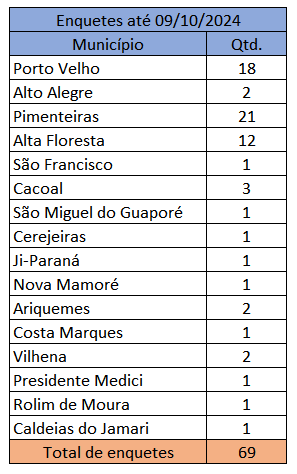 Enquetes até 09/10/2024
Município Qtd.
Porto Velho 18
Alto Alegre 2
Pimenteiras 21
Alta Floresta 12
São Francisco 1
Cacoal 3
São Miguel do Guaporé 1
Cerejeiras 1
Ji-Paraná 1
Nova Mamoré 1
Ariquemes 2
Costa Marques 1
Vilhena 2
Presidente Medici 1
Rolim de Moura 1
Caldeias do Jamari 1
Total de enquetes 69